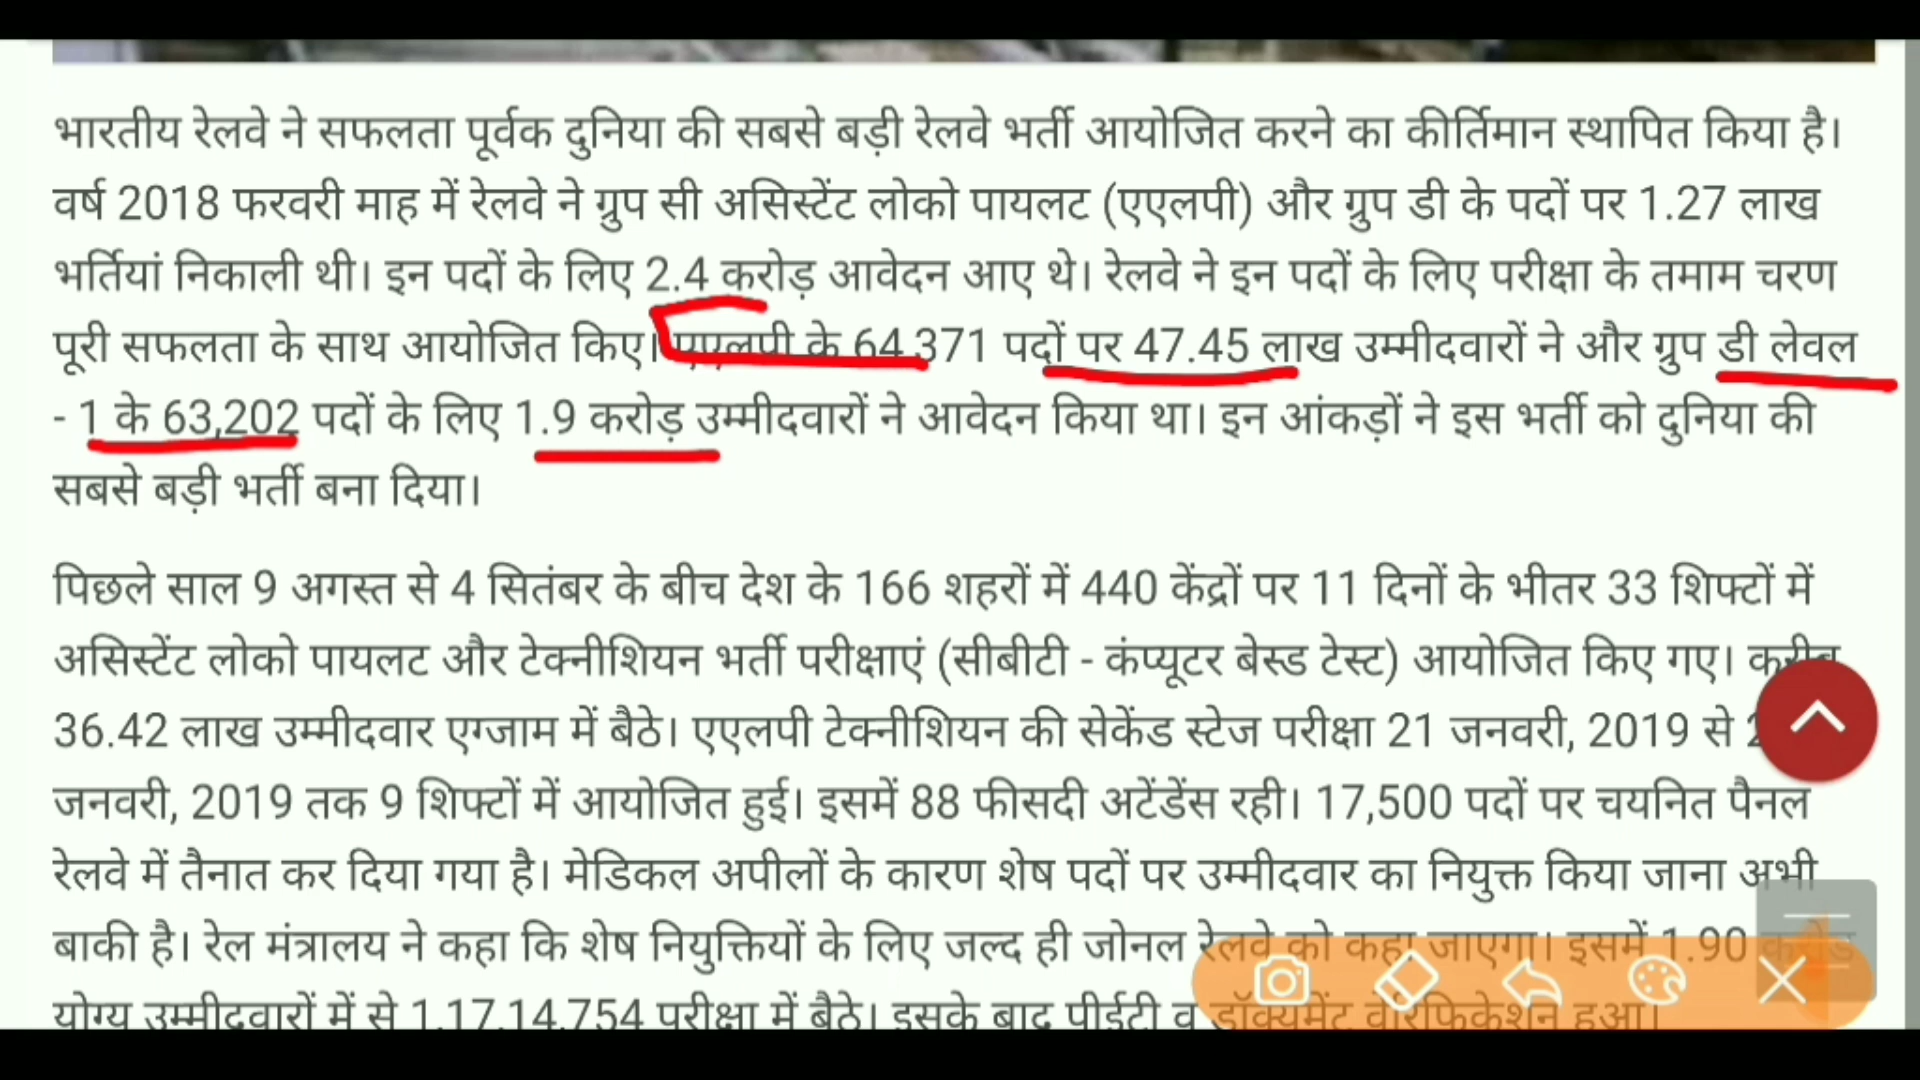 भारतीय रेलवे ने सफलता पूर्वक दुनिया की सबसे बड़ी रेलवे भर्ती आयोजित करने का कीर्तिमान स्थापित किया है।
वर्ष 2018 फरवरी माह में रेलवे ने ग्रुप सी असिस्टेंट लोको पायलट (एएलपी) और ग्रुप डी के पदों पर 1.27 लाख
भर्तियां निकाली थी। इन पदों के लिए 2.4 करोड़ आवेदन आए थे। रेलवे ने इन पदों के लिए परीक्षा के तमाम चरण
पूरी सफलता के साथ आयोजित किए। एएलपी के 64,371 पदों पर 47.45 लाख उम्मीदवारों ने और ग्रुप डी लेवल
- 1 के 63,202 पदों के लिए 1.9 करोड़ उम्मीदवारों ने आवेदन किया था। इन आंकड़ों ने इस भर्ती को दुनिया की
सबसे बड़ी भर्ती बना दिया।
पिछले साल 9 अगस्त से 4 सितंबर के बीच देश के 166 शहरों में 440 केंद्रों पर 11 दिनों के भीतर 33 शिफ्टों में
असिस्टेंट लोको पायलट और टेक्नीशियन भर्ती परीक्षाएं (सीबीटी - कंप्यूटर बेस्ड टेस्ट) आयोजित किए गए। करीब
36.42 लाख उम्मीदवार एग्जाम में बैठे। एएलपी टेक्नीशियन की सेकेंड स्टेज परीक्षा 21 जनवरी, 2019 से
जनवरी, 2019 तक 9 शिफ्टों में आयोजित हुई। इसमें 88 फीसदी अटेंडेंस रही। 17,500 पदों पर चयनित पैनल
रेलवे में तैनात कर दिया गया है। मेडिकल अपीलों के कारण शेष पदों पर उम्मीदवार का नियुक्त किया जाना अभी
बाकी है। रेल मंत्रालय ने कहा कि शेष नियुक्तियों के लिए जल्द ही जोनल रेलवे को कहा जाएगा। इसमें 1.90 करोड़
योग्य उम्मीदवारों में से 1,17,14,754 परीक्षा में बैठे। इसके बाद पीईटी व डॉक्यूमेंट वेरिफिकेशन हुआ।